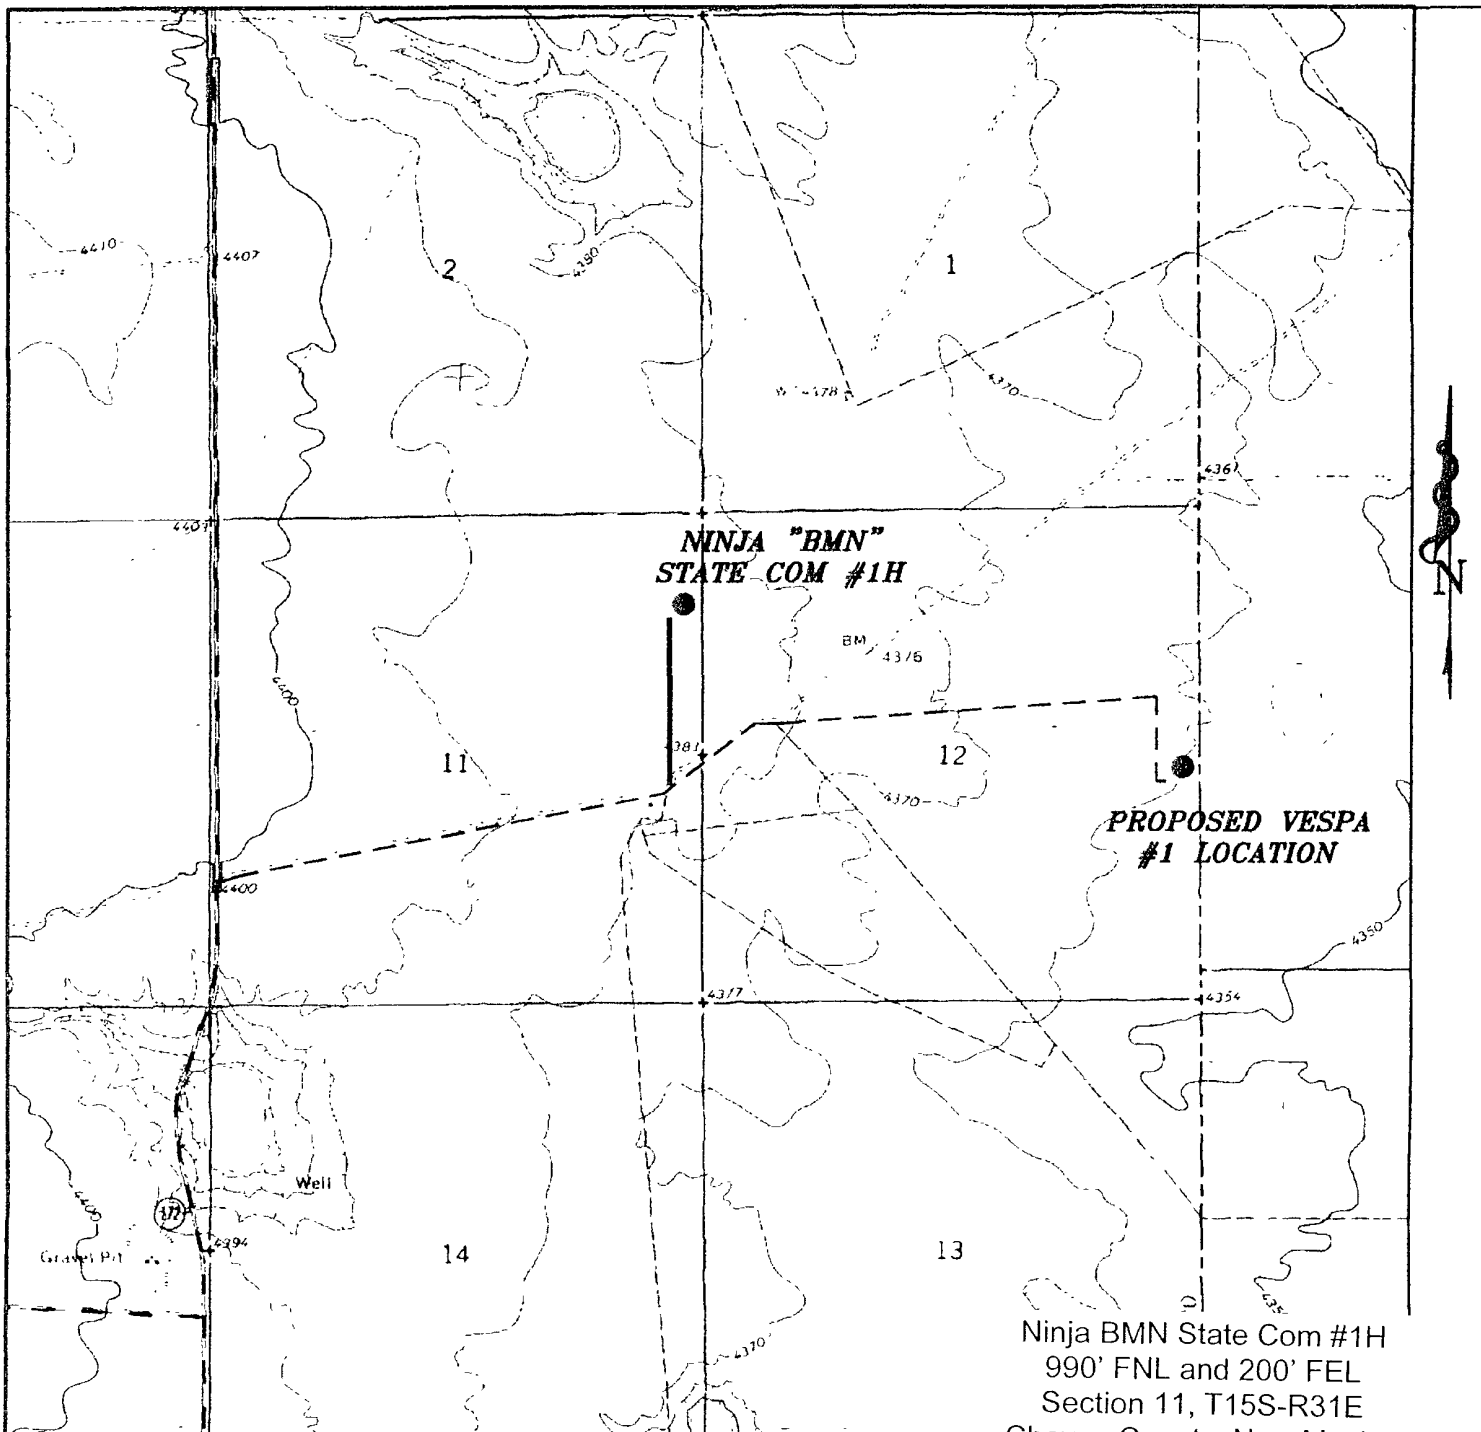 4410
4407
2
4390
1
4378
4370
4361
4407
NINJA "BMN"
STATE COM #1H
N
BM
4376
4400
4381
11
12
4370
PROPOSED VESPA
#1 LOCATION
4400
4350
4377
4354
Well
4400
172
4394
Gravel Pit
14
13
4370
Ninja BMN State Com #1H
990' FNL and 200' FEL
Section 11, T15S-R31E